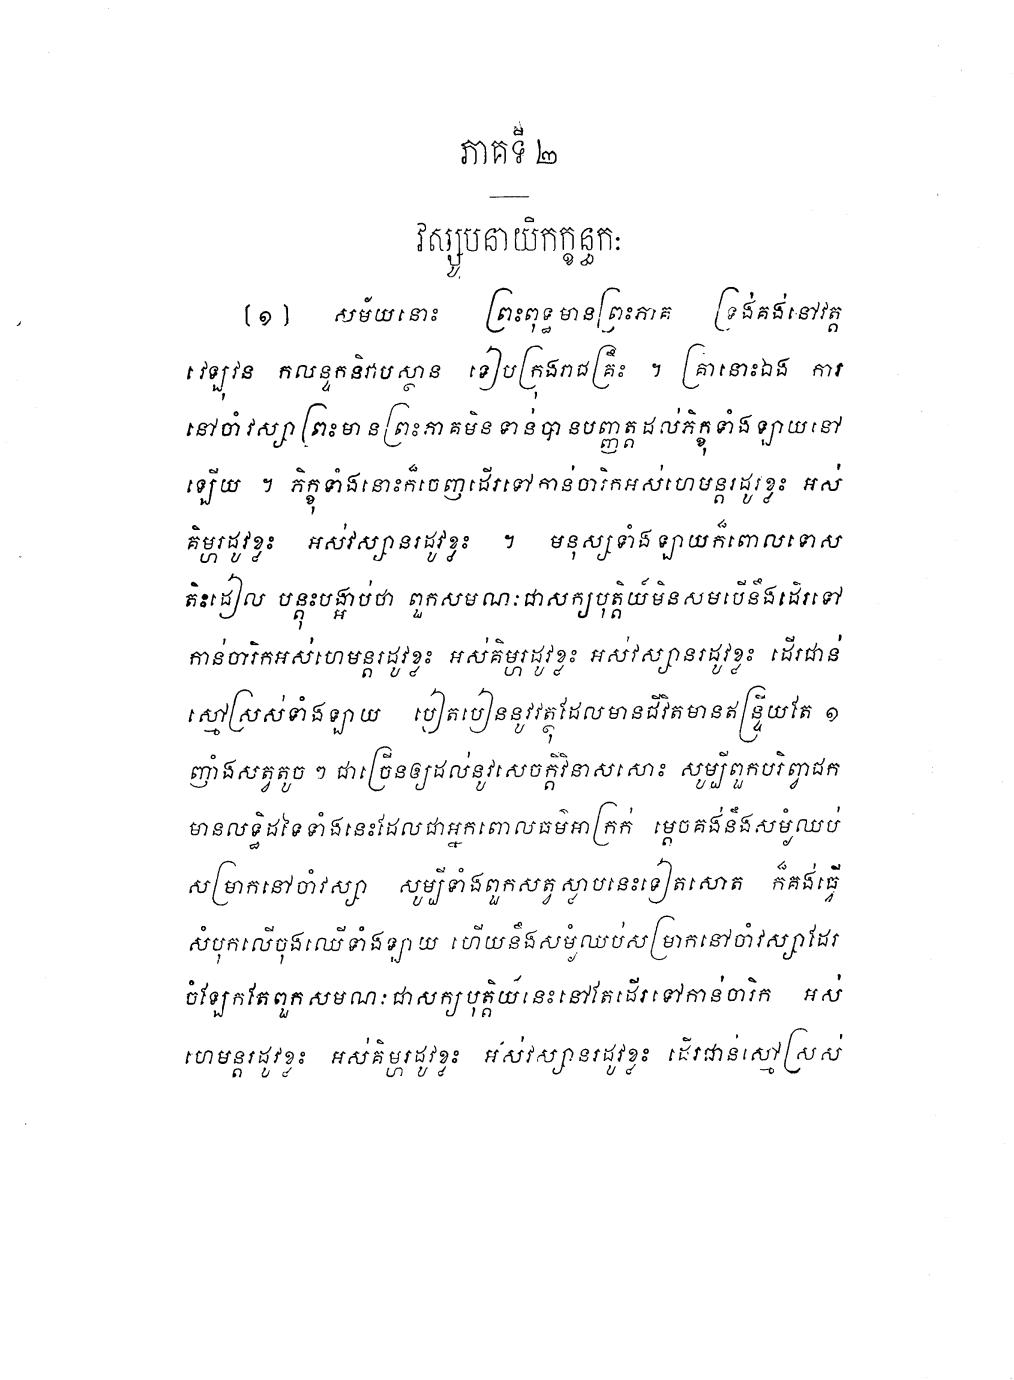 ភាគទី ២
វស្សូបនាយិកក្ខន្ធកៈ
[១] សម័យនោះ ព្រះពុទ្ធមានព្រះភាគ ទ្រង់គង់នៅវត្ត
វេឡុវន កលន្ទកនិវាបស្ថាន ទៀបក្រុងរាជគ្រឹះ ។ គ្រានោះឯង ការ
នៅចាំវស្សា ព្រះមានព្រះភាគមិនទាន់បានបញ្ញត្តដល់ភិក្ខុទាំងឡាយនៅ
ឡើយ ។ ភិក្ខុទាំងនោះក៏ចេញដើរទៅកាន់ចារិកអស់ហេមន្តរដូវខ្លះ អស់
គិម្ហរដូវខ្លះ អស់វស្សានរដូវខ្លះ ។ មនុស្សទាំងឡាយក៏ពោលទោស
តិះដៀល បន្តុះបង្អាប់ថា ពួកសមណៈជាសក្យបុត្តិយ៍មិនសមបើនឹងដើរទៅ
កាន់ចារិកអស់ហេមន្តរដូវខ្លះ អស់គិម្ហរដូវខ្លះ អស់វស្សានរដូវខ្លះ ដើរជាន់
ស្មៅស្រស់ទាំងឡាយ បៀតបៀននូវវត្ថុដែលមានជីវិតមានឥន្ទ្រីយតែ ១
ញ៉ាំងសត្វតូច ៗ ជាច្រើនឲ្យដល់នូវសេចក្តីវិនាសសោះ សូម្បីពួកបរិព្វាជក
មានលទ្ធិដទៃទាំងនេះដែលជាអ្នកពោលធម៌អាក្រក់ ម្តេចគង់នឹងសម្ងំឈប់
សម្រាកនៅចាំវស្សា សូម្បីទាំងពួកសត្វស្លាបនេះទៀតសោត ក៏គង់ធ្វើ
សំបុកលើចុងឈើទាំងឡាយ ហើយនឹងសម្ងំឈប់សម្រាកនៅចាំវស្សាដែរ
ចំឡែកតែពួកសមណៈជាសក្យបុត្តិយ៍នេះនៅតែដើរទៅកាន់ចារិក អស់
ហេមន្តរដូវខ្លះ អស់គិម្ហរដូវខ្លះ អស់វស្សានរដូវខ្លះ ដើរជាន់ស្មៅស្រស់